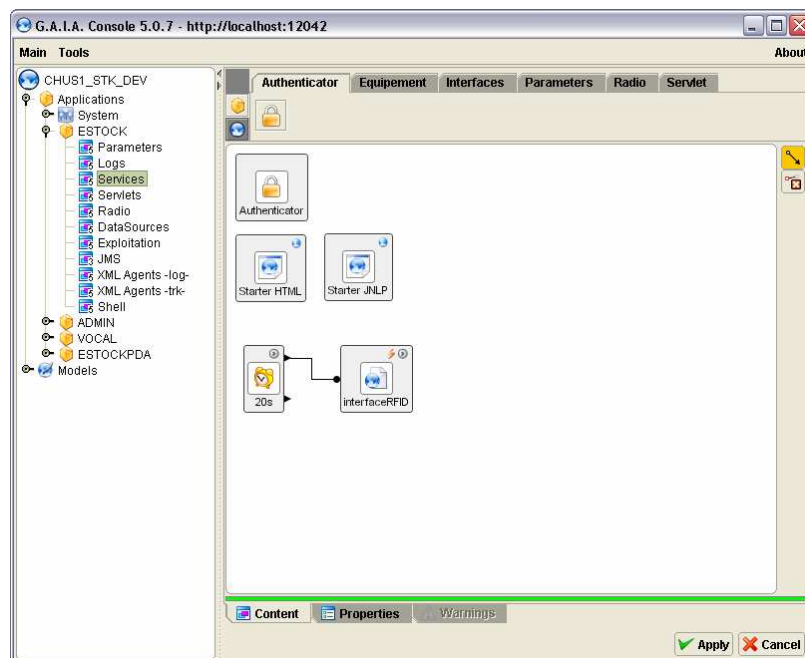 G.A.I.A. Console 5.0.7 - http://localhost:12042
Main Tools About
CHUS1_STK_DEV
Applications
System
ESTOCK
Parameters
Logs
Services
Servlets
Radio
DataSources
Exploitation
JMS
XML Agents -log-
XML Agents -trk-
Shell
ADMIN
VOCAL
ESTOCKPDA
Models
Authenticator Equipement Interfaces Parameters Radio Servlet
Authenticator
Starter HTML Starter JNLP
20s interfaceRFID
Content Properties Warnings
Apply Cancel